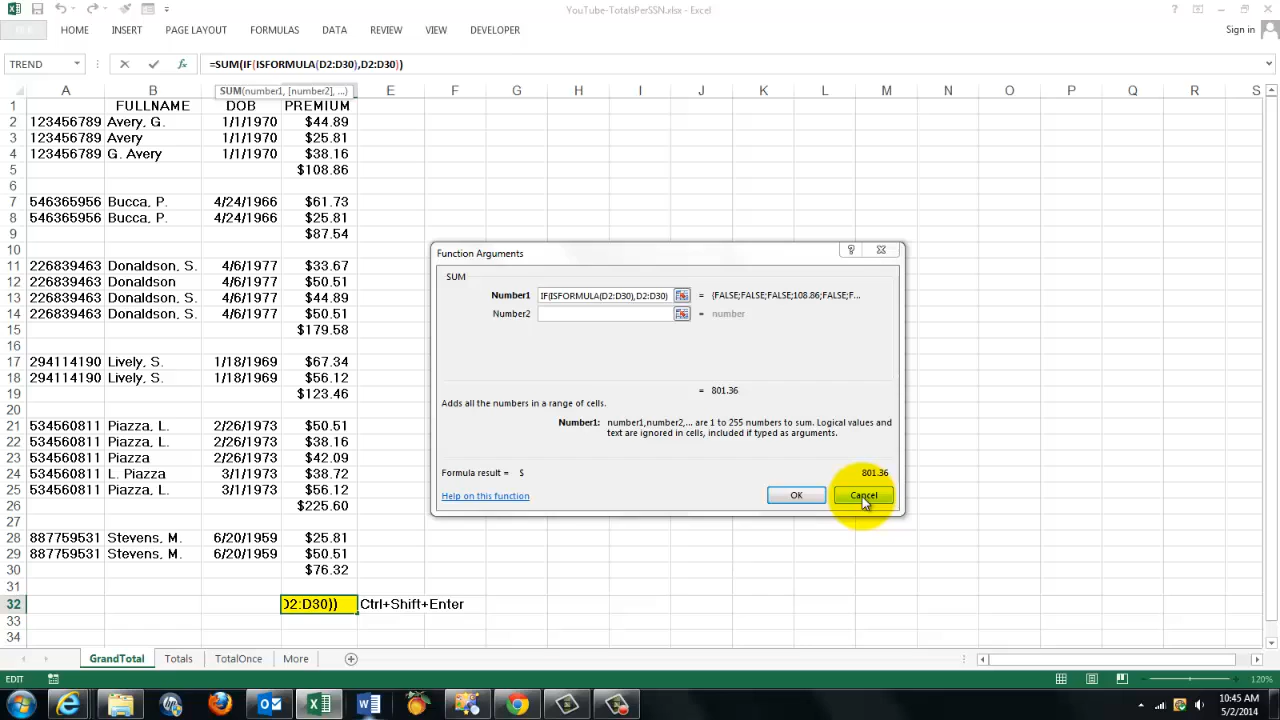 YouTube-TotalsPerSSN.xlsx - Excel
HOME INSERT PAGE LAYOUT FORMULAS DATA REVIEW VIEW DEVELOPER Sign in
TREND fx =SUM(IF(ISFORMULA(D2:D30),D2:D30))
SUM(number1, [number2], ...)
A B C D E F G H I J K L M N O P Q R S
1 FULLNAME DOB PREMIUM
2 123456789 Avery, G. 1/1/1970 $44.89
3 123456789 Avery 1/1/1970 $25.81
4 123456789 G. Avery 1/1/1970 $38.16
5 $108.86
6
7 546365956 Bucca, P. 4/24/1966 $61.73
8 546365956 Bucca, P. 4/24/1966 $25.81
9 $87.54
10
11 226839463 Donaldson, S. 4/6/1977 $33.67
12 226839463 Donaldson 4/6/1977 $50.51
13 226839463 Donaldson, S. 4/6/1977 $44.89
14 226839463 Donaldson, S. 4/6/1977 $50.51
15 $179.58
16
17 294114190 Lively, S. 1/18/1969 $67.34
18 294114190 Lively, S. 1/18/1969 $56.12
19 $123.46
20
21 534560811 Piazza, L. 2/26/1973 $50.51
22 534560811 Piazza, L. 2/26/1973 $38.16
23 534560811 Piazza 2/26/1973 $42.09
24 534560811 L. Piazza 3/1/1973 $38.72
25 534560811 Piazza, L. 3/1/1973 $56.12
26 $225.60
27
28 887759531 Stevens, M. 6/20/1959 $25.81
29 887759531 Stevens, M. 6/20/1959 $50.51
30 $76.32
31
32 D2:D30)) Ctrl+Shift+Enter
33
34
Function Arguments
SUM
Number1 IF(ISFORMULA(D2:D30),D2:D30) = {FALSE;FALSE;FALSE;108.86;FALSE;F...
Number2 = number
= 801.36
Adds all the numbers in a range of cells.
Number1: number1,number2,... are 1 to 255 numbers to sum. Logical values and
text are ignored in cells, included if typed as arguments.
Formula result = $ 801.36
Help on this function OK Cancel
GrandTotal Totals TotalOnce More
EDIT 120%
10:45 AM
5/2/2014